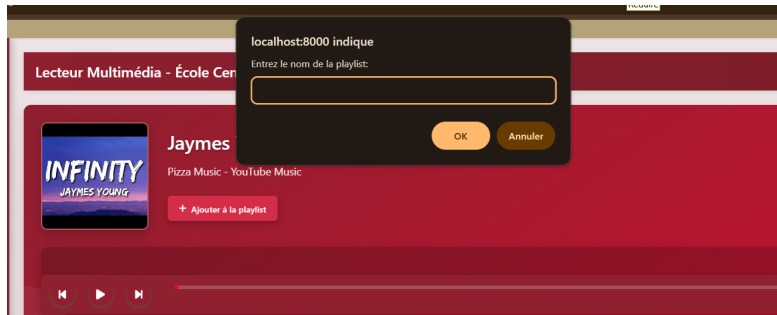 localhost:8000 indique
Entrez le nom de la playlist:
OK
Annuler
Lecteur Multimédia - École Cen
INFINITY
JAYMES YOUNG
Jaymes
Pizza Music - YouTube Music
+ Ajouter à la playlist